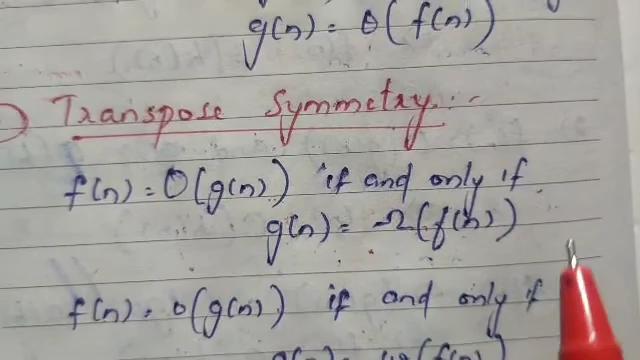 g(n) = θ(f(n))
Transpose Symmetry :-
f(n) = O(g(n)) if and only if
g(n) = Ω(f(n))
f(n) = o(g(n)) if and only if
g(n) = ω(f(n))